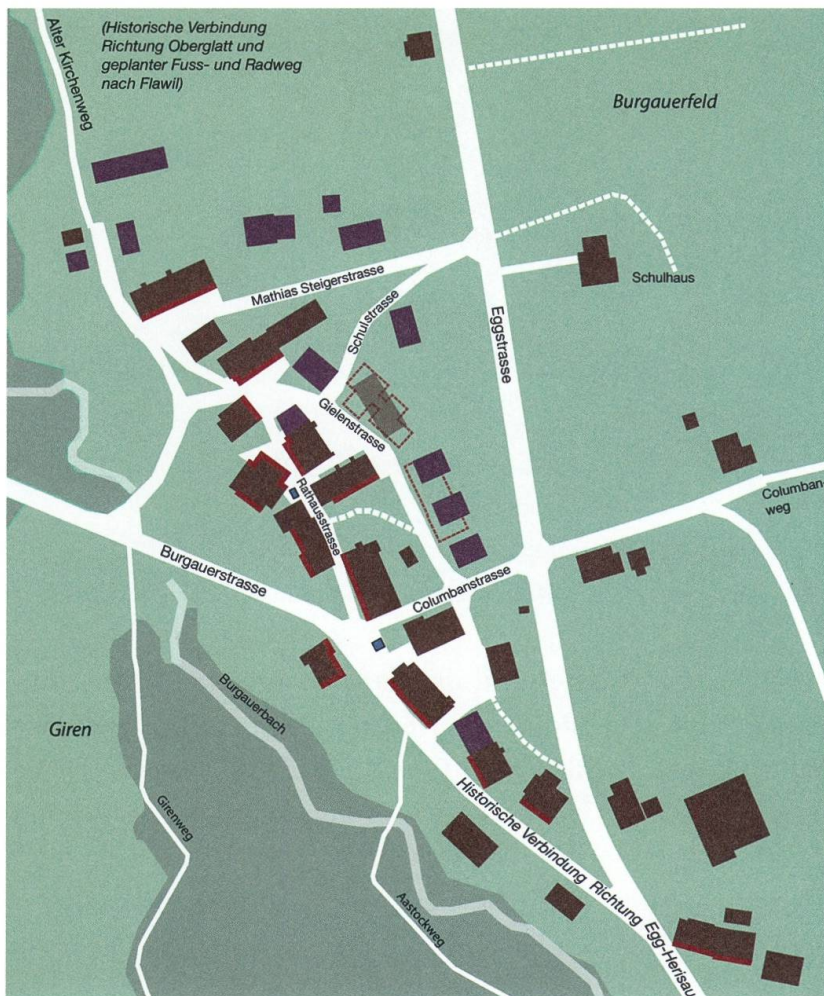 (Historische Verbindung
Richtung Oberglatt und
geplanter Fuss- und Radweg
nach Flawil)
Alter Kirchenweg
Burgauerfeld
Mathias Steigerstrasse
Schulstrasse
Schulhaus
Eggstrasse
Gielenstrasse
Rathausstrasse
Columban-
weg
Burgauerstrasse
Columbanstrasse
Burgauerbach
Giren
Girenweg
Aastockweg
Historische Verbindung Richtung Egg-Herisau